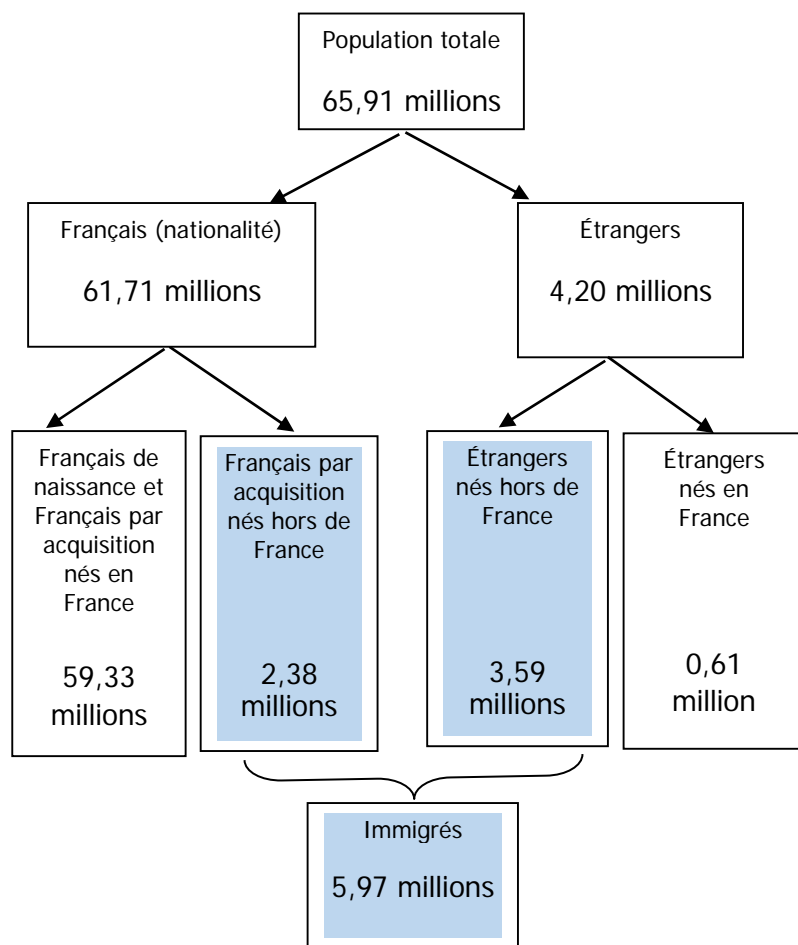 Population totale
65,91 millions
Français (nationalité)
61,71 millions
Étrangers
4,20 millions
Français de
naissance et
Français par
acquisition
nés en
France
59,33
millions
Français par
acquisition
nés hors de
France
2,38
millions
Étrangers
nés hors de
France
3,59
millions
Étrangers
nés en
France
0,61
million
Immigrés
5,97 millions